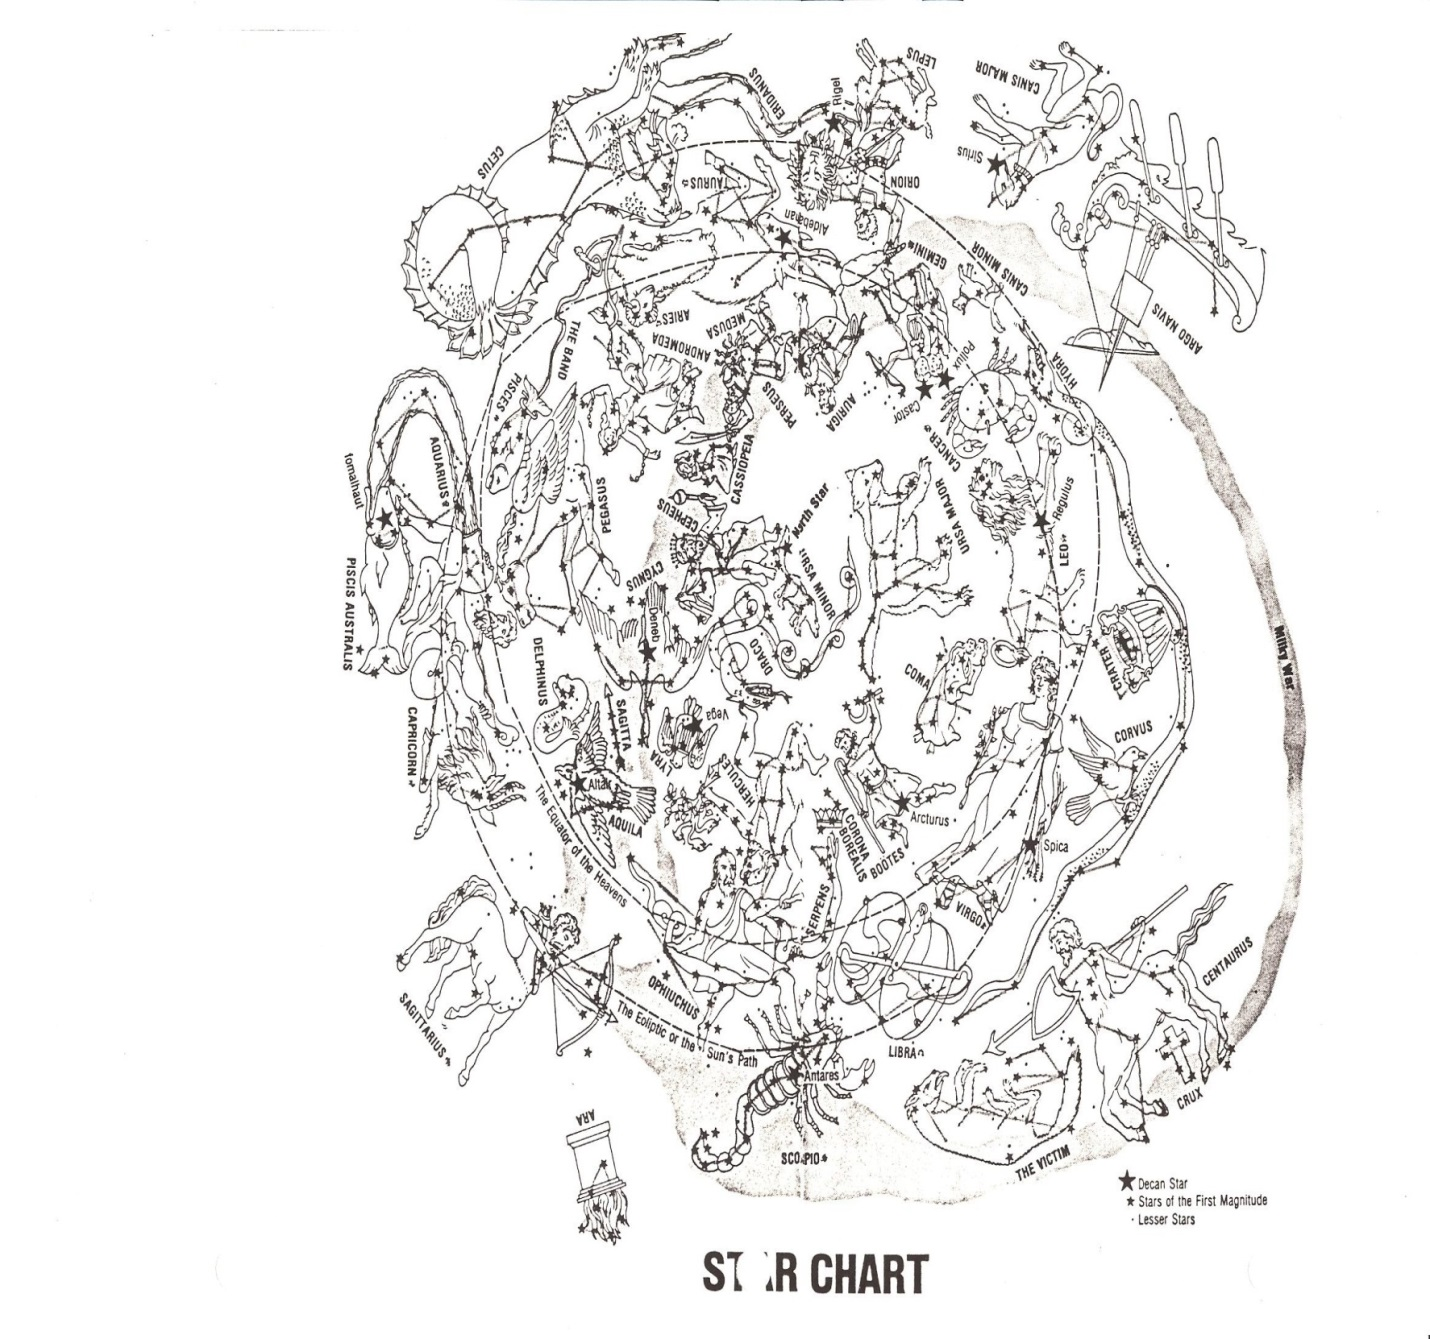 LEPUS
CANIS MAJOR
ERIDANUS
Rigel
CETUS
Sirius
TAURUS
ORION
Aldebaran
GEMINI
CANIS MINOR
ARIES
MEDUSA
ARGO NAVIS
THE BAND
ANDROMEDA
Pollux
HYDRA
PISCES
PERSEUS
AURIGA
Castor
CANCER
AQUARIUS
CASSIOPEIA
fomalhaut
PEGASUS
CEPHEUS
North Star
URSA MAJOR
Regulus
LEO
PISCIS AUSTRALIS
CYGNUS
URSA MINOR
Deneb
DRACO
COMA
CRATER
Milky Way
DELPHINUS
CAPRICORN
SAGITTA
Vega
LYRA
CORVUS
HERCULES
Altair
AQUILA
Arcturus
CORONA
BOREALIS
BOOTES
Spica
The Equator of the Heavens
SERPENS
VIRGO
SAGITTARIUS
OPHIUCHUS
CENTAURUS
The Ecliptic or the Sun's Path
LIBRA
Antares
CRUX
ARA
SCORPIO
THE VICTIM
Decan Star
Stars of the First Magnitude
Lesser Stars
STAR CHART